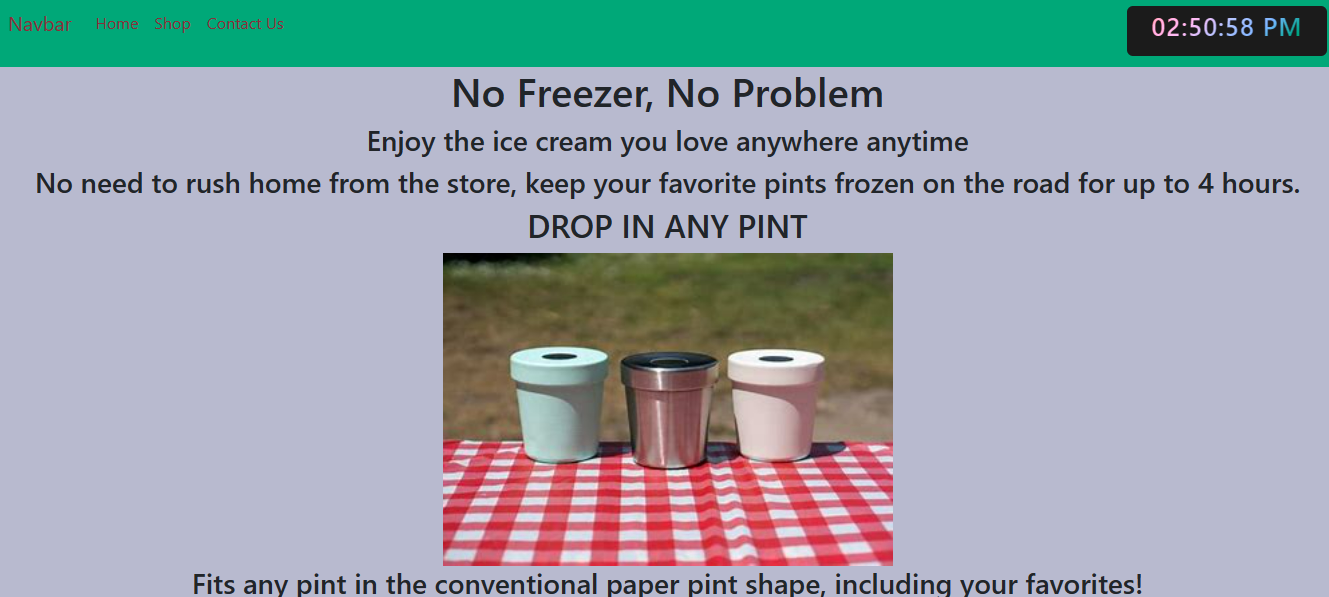 Navbar Home Shop Contact Us 02:50:58 PM
No Freezer, No Problem
Enjoy the ice cream you love anywhere anytime
No need to rush home from the store, keep your favorite pints frozen on the road for up to 4 hours.
DROP IN ANY PINT
Fits any pint in the conventional paper pint shape, including your favorites!